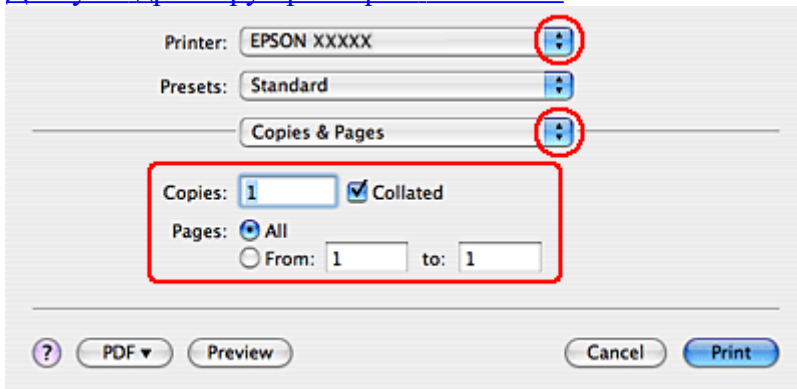 Printer: EPSON XXXXX
Presets: Standard
Copies & Pages
Copies: 1 Collated
Pages: All
From: 1 to: 1
? PDF Preview Cancel Print